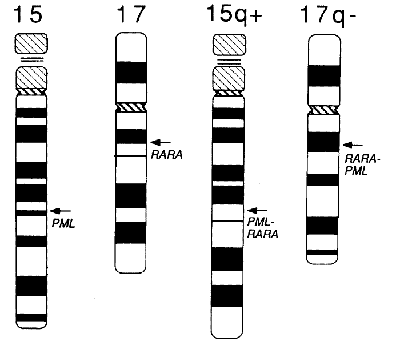 15 17 15q+ 17q-
RARA
PML
PML-
RARA
RARA-
PML